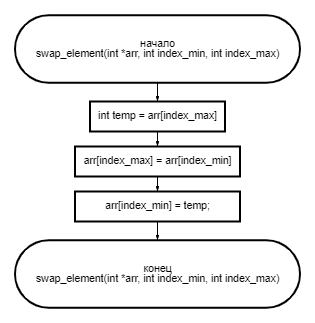 начало
swap_element(int *arr, int index_min, int index_max)
int temp = arr[index_max]
arr[index_max] = arr[index_min]
arr[index_min] = temp;
конец
swap_element(int *arr, int index_min, int index_max)